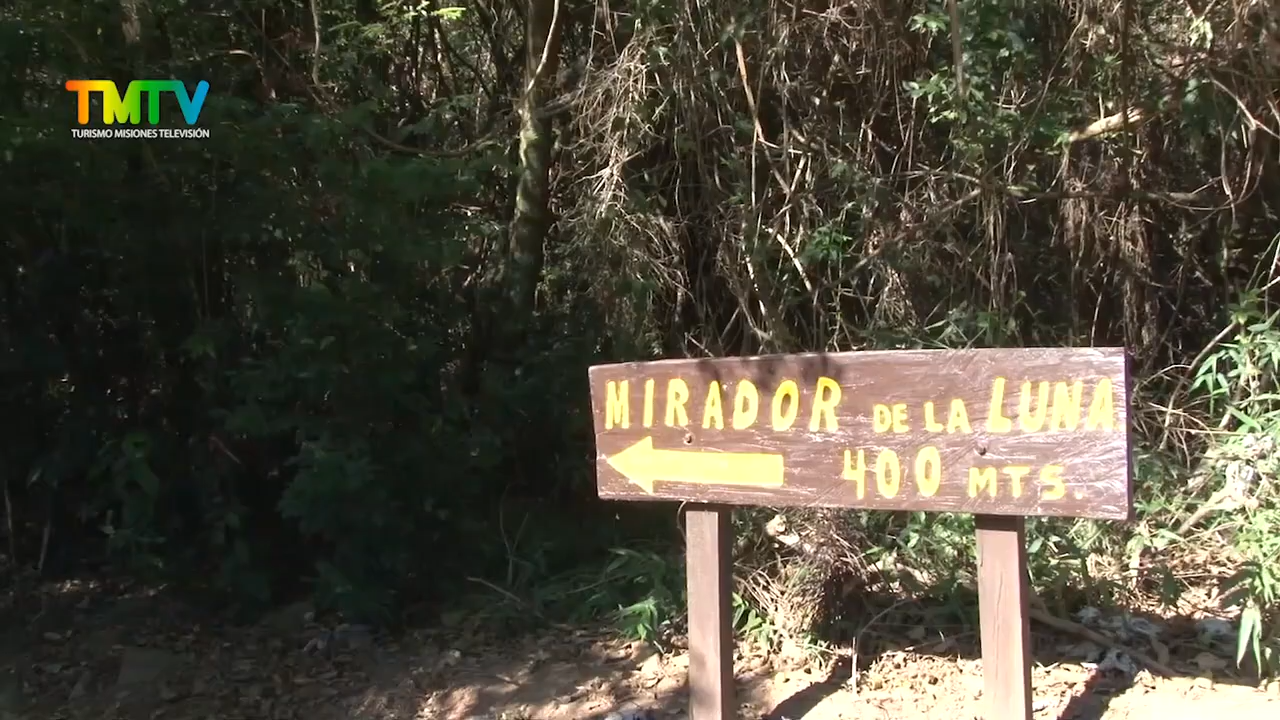 TMTV
TURISMO MISIONES TELEVISIÓN
MIRADOR DE LA LUNA
400 MTS.